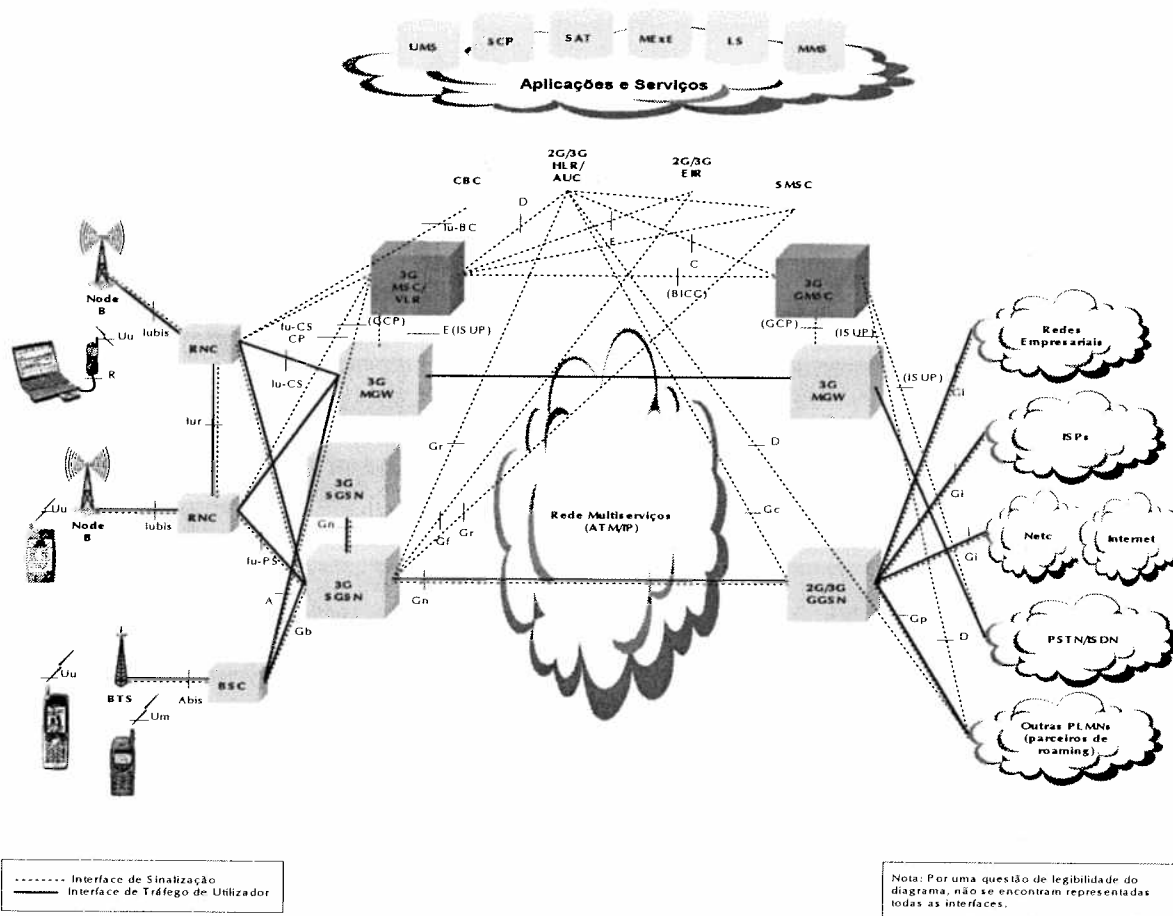 UMS
SCP
SAT
MExE
LS
MMS
Aplicações e Serviços
CBC
2G/3G
HLR/
AUC
2G/3G
EIR
SMSC
D
Iu-BC
E
C
3G
MSC/
VLR
3G
GMSC
(BICC)
Node
B
Iubis
Uu
R
RNC
Iu-CS
CP
(GCP)
E (ISUP)
(GCP)
(ISUP)
Iu-CS
3G
MGW
3G
MGW
(ISUP)
Gi
Redes
Empresariais
Iur
Gr
D
ISPs
3G
SGSN
Uu
Node
B
Iubis
RNC
Gn
Gf
Gr
Rede Multiserviços
(ATM/IP)
Gc
Gi
Netc
Internet
Iu-PS
Gi
A
3G
SGSN
Gn
2G/3G
GGSN
Gb
Gp
D
PSTN/ISDN
Uu
BTS
Abis
BSC
Um
Outras PLMNs
(parceiros de
roaming)
Interface de Sinalização
Interface de Tráfego de Utilizador
Nota: Por uma questão de legibilidade do
diagrama, não se encontram representadas
todas as interfaces.